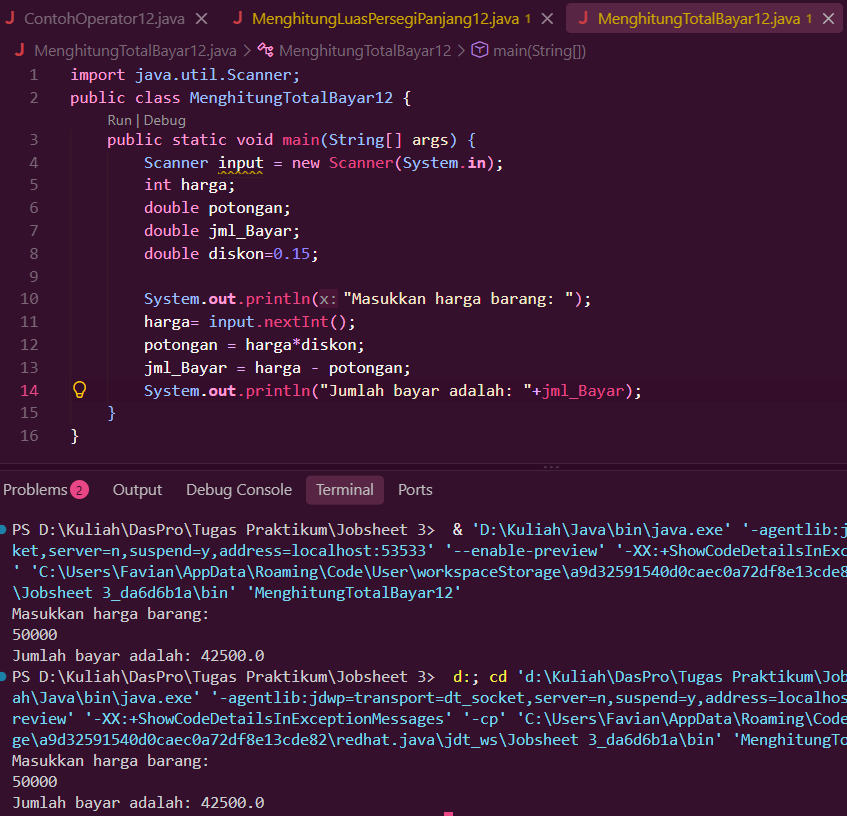 J ContohOperator12.java × J MenghitungLuasPersegiPanjang12.java 1 × J MenghitungTotalBayar12.java 1 ×
J MenghitungTotalBayar12.java > MenghitungTotalBayar12 > main(String[])
1 import java.util.Scanner;
2 public class MenghitungTotalBayar12 {
Run | Debug
3 public static void main(String[] args) {
4 Scanner input = new Scanner(System.in);
5 int harga;
6 double potongan;
7 double jml_Bayar;
8 double diskon=0.15;
9
10 System.out.println(x: "Masukkan harga barang: ");
11 harga= input.nextInt();
12 potongan = harga*diskon;
13 jml_Bayar = harga - potongan;
14 System.out.println("Jumlah bayar adalah: "+jml_Bayar);
15 }
16 }
Problems 2 Output Debug Console Terminal Ports
PS D:\Kuliah\DasPro\Tugas Praktikum\Jobsheet 3> & 'D:\Kuliah\Java\bin\java.exe' '-agentlib:j
ket,server=n,suspend=y,address=localhost:53533' '--enable-preview' '-XX:+ShowCodeDetailsInExc
' 'C:\Users\Favian\AppData\Roaming\Code\User\workspaceStorage\a9d32591540d0caec0a72df8e13cde8
\Jobsheet 3_da6d6b1a\bin' 'MenghitungTotalBayar12'
Masukkan harga barang:
50000
Jumlah bayar adalah: 42500.0
PS D:\Kuliah\DasPro\Tugas Praktikum\Jobsheet 3> d:; cd 'd:\Kuliah\DasPro\Tugas Praktikum\Job
ah\Java\bin\java.exe' '-agentlib:jdwp=transport=dt_socket,server=n,suspend=y,address=localhos
review' '-XX:+ShowCodeDetailsInExceptionMessages' '-cp' 'C:\Users\Favian\AppData\Roaming\Code
ge\a9d32591540d0caec0a72df8e13cde82\redhat.java\jdt_ws\Jobsheet 3_da6d6b1a\bin' 'MenghitungTo
Masukkan harga barang:
50000
Jumlah bayar adalah: 42500.0